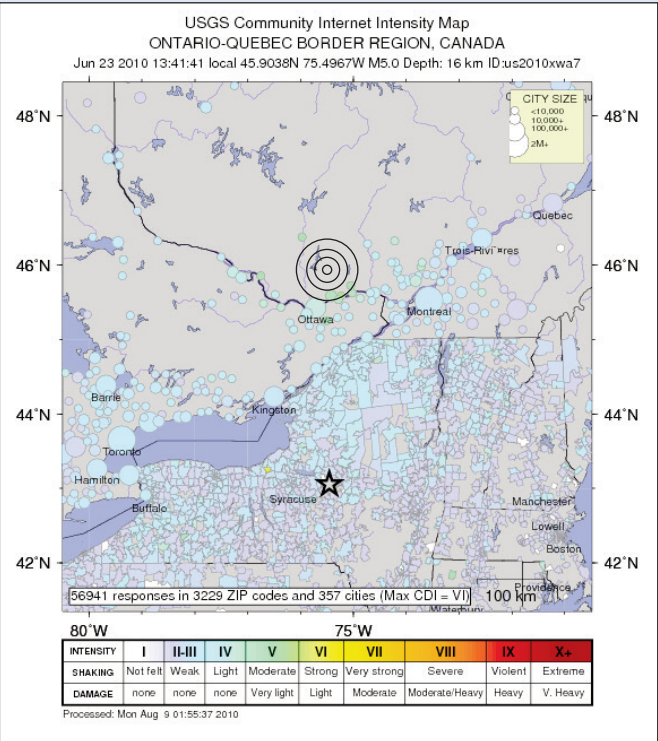 USGS Community Internet Intensity Map
ONTARIO-QUEBEC BORDER REGION, CANADA
Jun 23 2010 13:41:41 local 45.9038N 75.4967W M5.0 Depth: 16 km ID:us2010xwa7
48˚N
48˚N
CITY SIZE
<10,000
10,000+
100,000+
2M+
Quebec
Trois-Rivi˜¤res
46˚N
46˚N
Ottawa
Montreal
Barrie
Kingston
44˚N
44˚N
Toronto
Hamilton
Syracuse
Buffalo
Manchester
Lowell
Boston
42˚N
42˚N
Providence
Waterbury
56941 responses in 3229 ZIP codes and 357 cities (Max CDI = VI)
100 km
80˚W
75˚W
INTENSITY I II-III IV V VI VII VIII IX X+
SHAKING Not felt Weak Light Moderate Strong Very strong Severe Violent Extreme
DAMAGE none none none Very light Light Moderate Moderate/Heavy Heavy V. Heavy
Processed: Mon Aug 9 01:55:37 2010